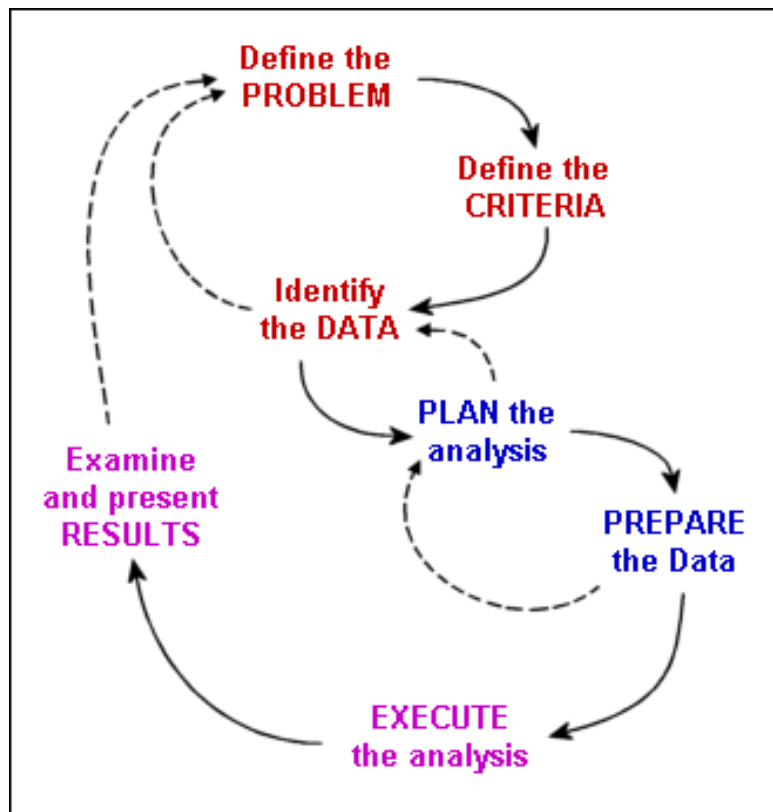 Define the
PROBLEM
Define the
CRITERIA
Identify
the DATA
PLAN the
analysis
PREPARE
the Data
EXECUTE
the analysis
Examine
and present
RESULTS